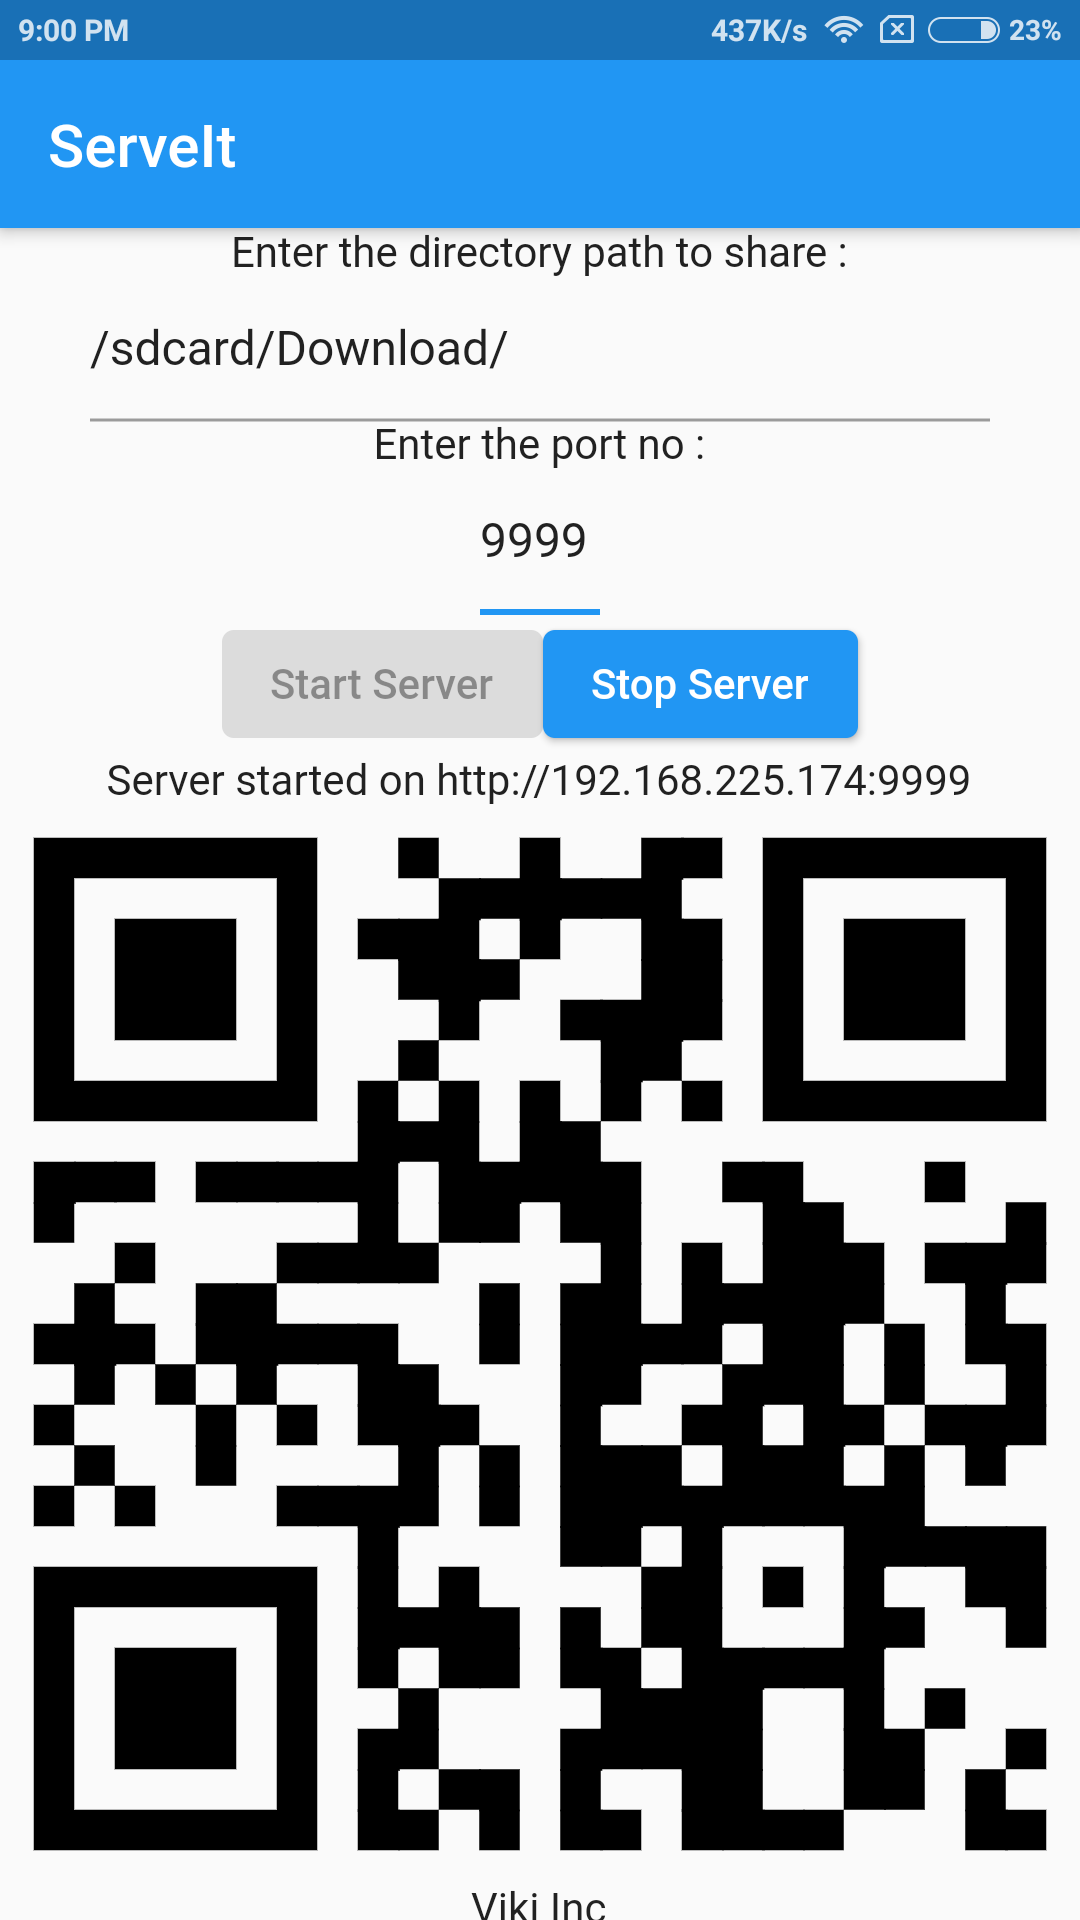 9:00 PM 437K/s 23%
ServeIt
Enter the directory path to share :
/sdcard/Download/
Enter the port no :
9999
Start Server Stop Server
Server started on http://192.168.225.174:9999
Viki Inc